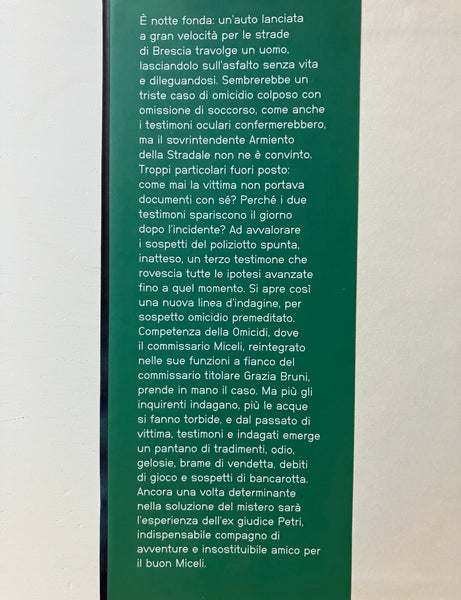 È notte fonda: un'auto lanciata
a gran velocità per le strade
di Brescia travolge un uomo,
lasciandolo sull'asfalto senza vita
e dileguandosi. Sembrerebbe un
triste caso di omicidio colposo con
omissione di soccorso, come anche
i testimoni oculari confermerebbero,
ma il sovrintendente Armiento
della Stradale non ne è convinto.
Troppi particolari fuori posto:
come mai la vittima non portava
documenti con sé? Perché i due
testimoni spariscono il giorno
dopo l'incidente? Ad avvalorare
i sospetti del poliziotto spunta,
inatteso, un terzo testimone che
rovescia tutte le ipotesi avanzate
fino a quel momento. Si apre così
una nuova linea d'indagine, per
sospetto omicidio premeditato.
Competenza della Omicidi, dove
il commissario Miceli, reintegrato
nelle sue funzioni a fianco del
commissario titolare Grazia Bruni,
prende in mano il caso. Ma più gli
inquirenti indagano, più le acque
si fanno torbide, e dal passato di
vittima, testimoni e indagati emerge
un pantano di tradimenti, odio,
gelosie, brame di vendetta, debiti
di gioco e sospetti di bancarotta.
Ancora una volta determinante
nella soluzione del mistero sarà
l'esperienza dell'ex giudice Petri,
indispensabile compagno di
avventure e insostituibile amico per
il buon Miceli.